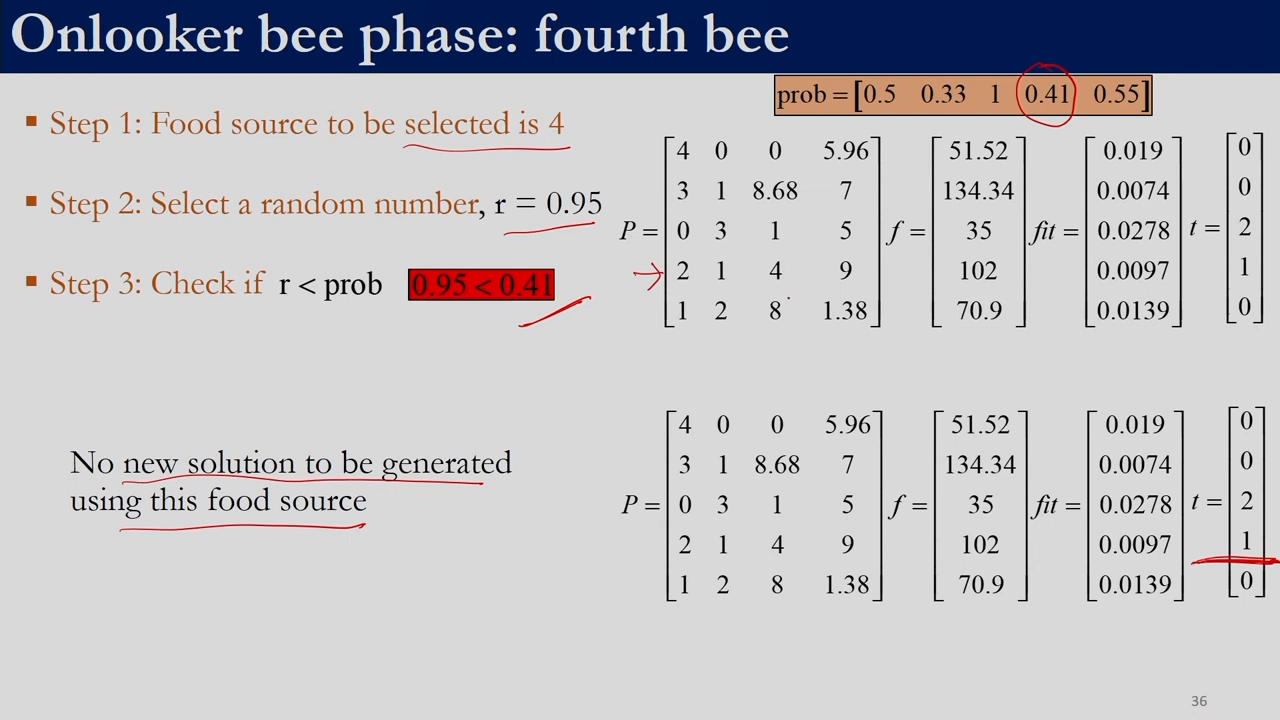 Onlooker bee phase: fourth bee
prob = [0.5 0.33 1 0.41 0.55]
▪ Step 1: Food source to be selected is 4
▪ Step 2: Select a random number, r = 0.95
▪ Step 3: Check if r < prob 0.95 < 0.41
P =
4 0 0 5.96
3 1 8.68 7
0 3 1 5
2 1 4 9
1 2 8 1.38
f =
51.52
134.34
35
102
70.9
fit =
0.019
0.0074
0.0278
0.0097
0.0139
t =
0
0
2
1
0
No new solution to be generated
using this food source
P =
4 0 0 5.96
3 1 8.68 7
0 3 1 5
2 1 4 9
1 2 8 1.38
f =
51.52
134.34
35
102
70.9
fit =
0.019
0.0074
0.0278
0.0097
0.0139
t =
0
0
2
1
0
36